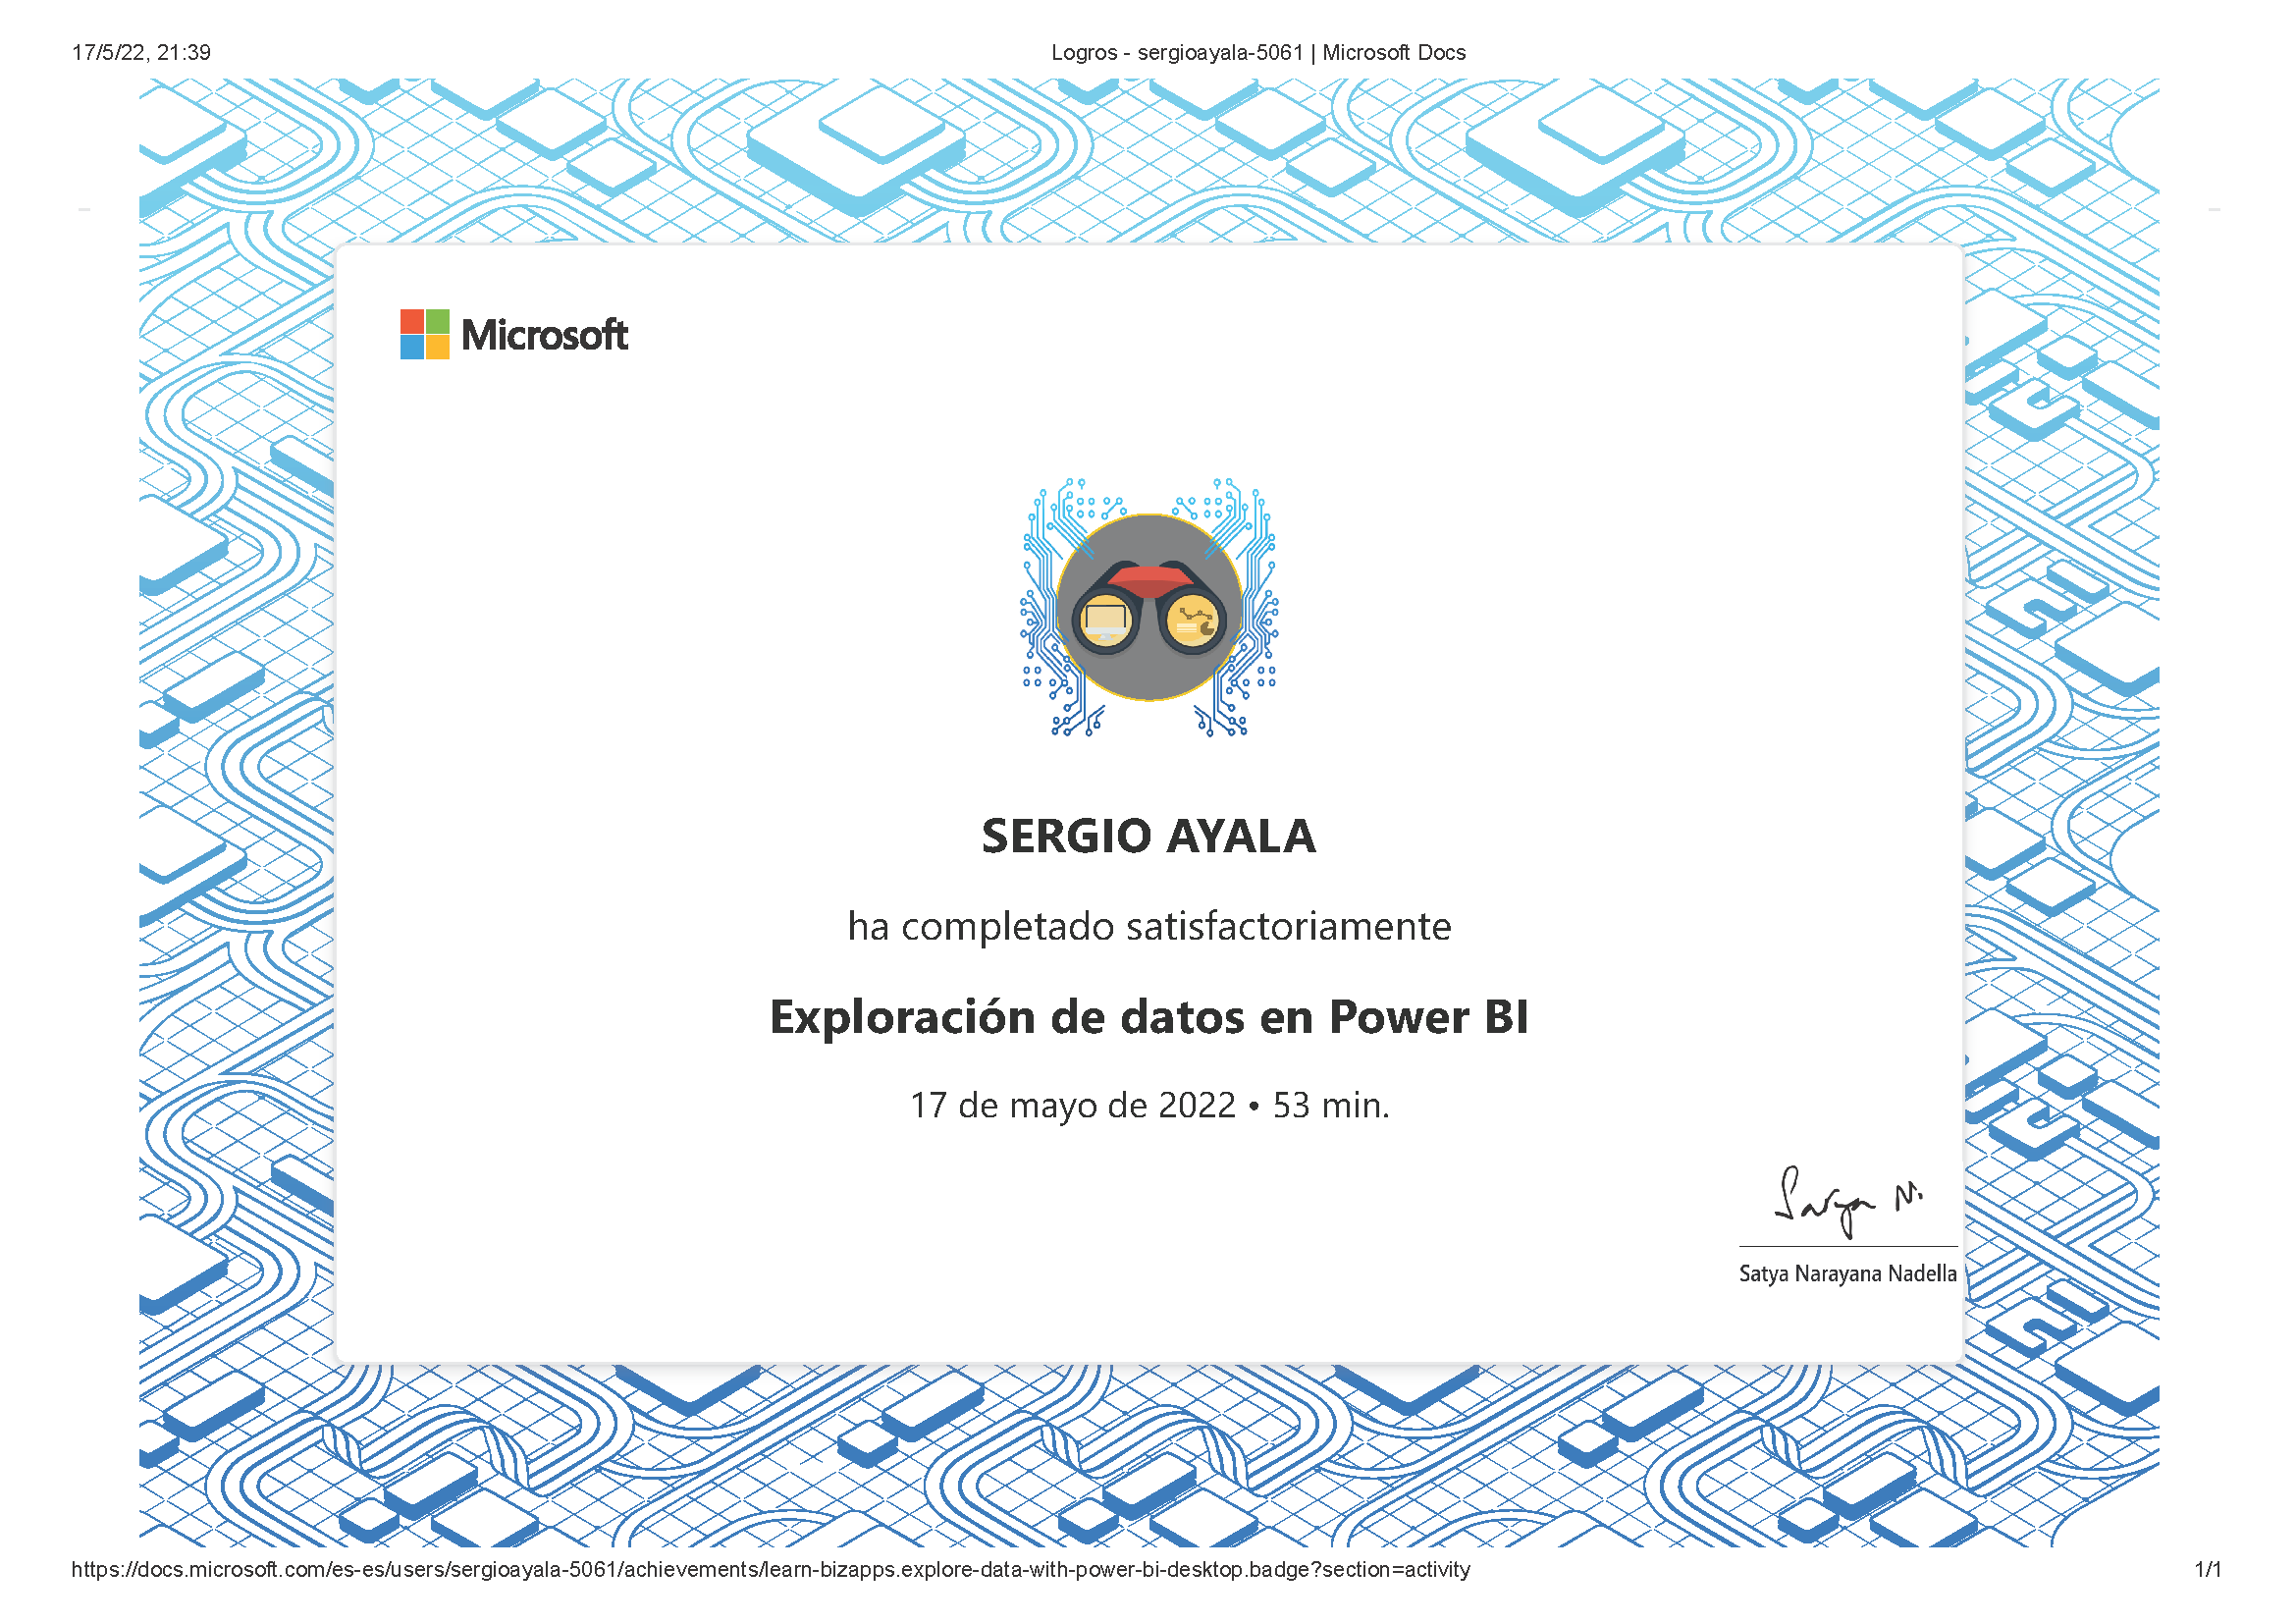 17/5/22, 21:39
Logros - sergioayala-5061 | Microsoft Docs
Microsoft
SERGIO AYALA
ha completado satisfactoriamente
Exploración de datos en Power BI
17 de mayo de 2022 • 53 min.
Satya N.
Satya Narayana Nadella
https://docs.microsoft.com/es-es/users/sergioayala-5061/achievements/learn-bizapps.explore-data-with-power-bi-desktop.badge?section=activity
1/1